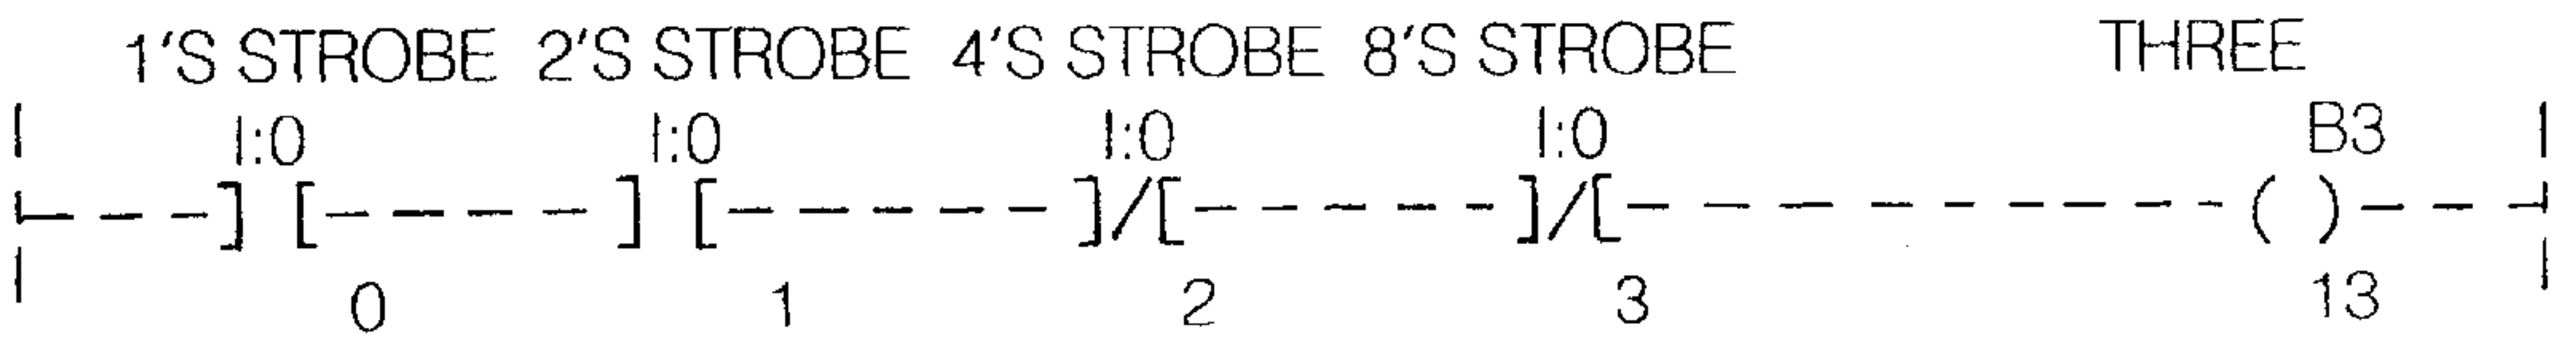 1'S STROBE 2'S STROBE 4'S STROBE 8'S STROBE THREE
I:0 I:0 I:0 I:0 B3
] [ ] [ ]/[ ]/[ ( )
0 1 2 3 13